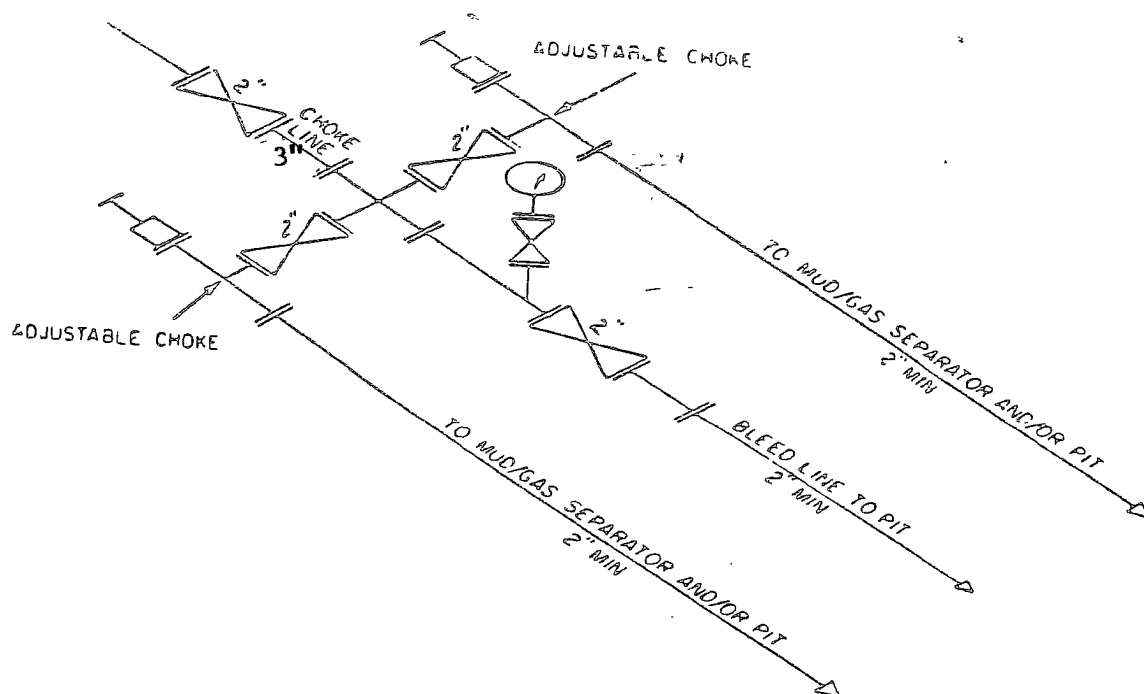 ADJUSTABLE CHOKE
2"
CHOKE
LINE
3"
2"
2"
ADJUSTABLE CHOKE
2"
TO MUD/GAS SEPARATOR AND/OR PIT
2" MIN
BLEED LINE TO PIT
2" MIN
TO MUD/GAS SEPARATOR AND/OR PIT
2" MIN